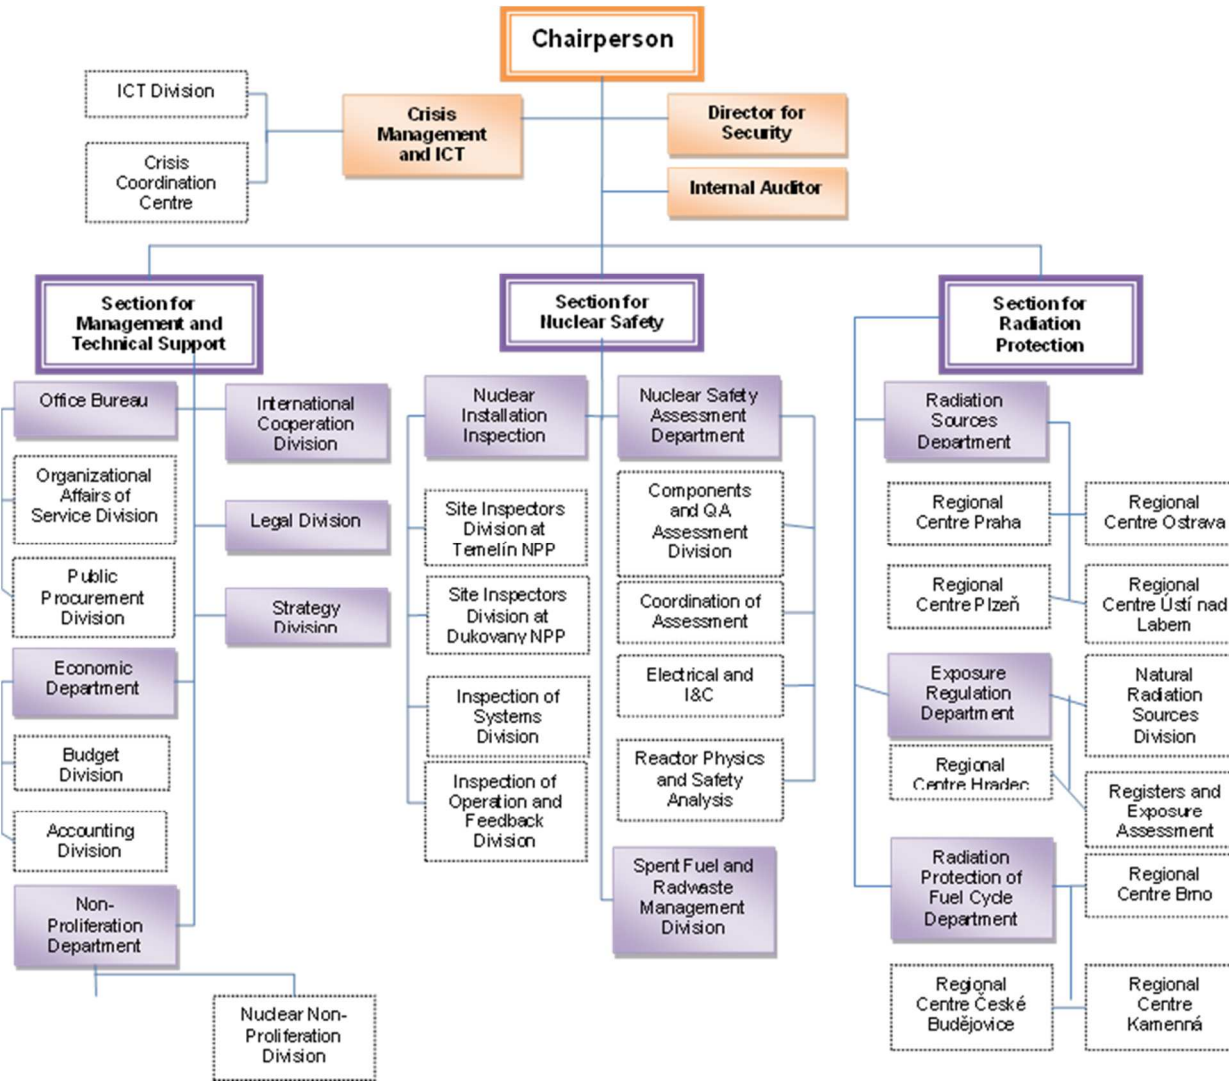 Chairperson
ICT Division
Crisis
Management
and ICT
Director for
Security
Crisis
Coordination
Centre
Internal Auditor
Section for
Management and
Technical Support
Section for
Nuclear Safety
Section for
Radiation
Protection
Office Bureau
International
Cooperation
Division
Organizational
Affairs of
Service Division
Legal Division
Public
Procurement
Division
Strategy
Division
Economic
Department
Budget
Division
Accounting
Division
Non-
Proliferation
Department
Nuclear Non-
Proliferation
Division
Nuclear
Installation
Inspection
Nuclear Safety
Assessment
Department
Site Inspectors
Division at
Temelín NPP
Components
and QA
Assessment
Division
Site Inspectors
Division at
Dukovany NPP
Coordination of
Assessment
Inspection of
Systems
Division
Electrical and
I&C
Inspection of
Operation and
Feedback
Division
Reactor Physics
and Safety
Analysis
Spent Fuel and
Radwaste
Management
Division
Radiation
Sources
Department
Regional
Centre Praha
Regional
Centre Ostrava
Regional
Centre Plzeň
Regional
Centre Ústí nad
Labem
Exposure
Regulation
Department
Natural
Radiation
Sources
Division
Regional
Centre Hradec
Registers and
Exposure
Assessment
Radiation
Protection of
Fuel Cycle
Department
Regional
Centre Brno
Regional
Centre České
Budějovice
Regional
Centre
Kamenná